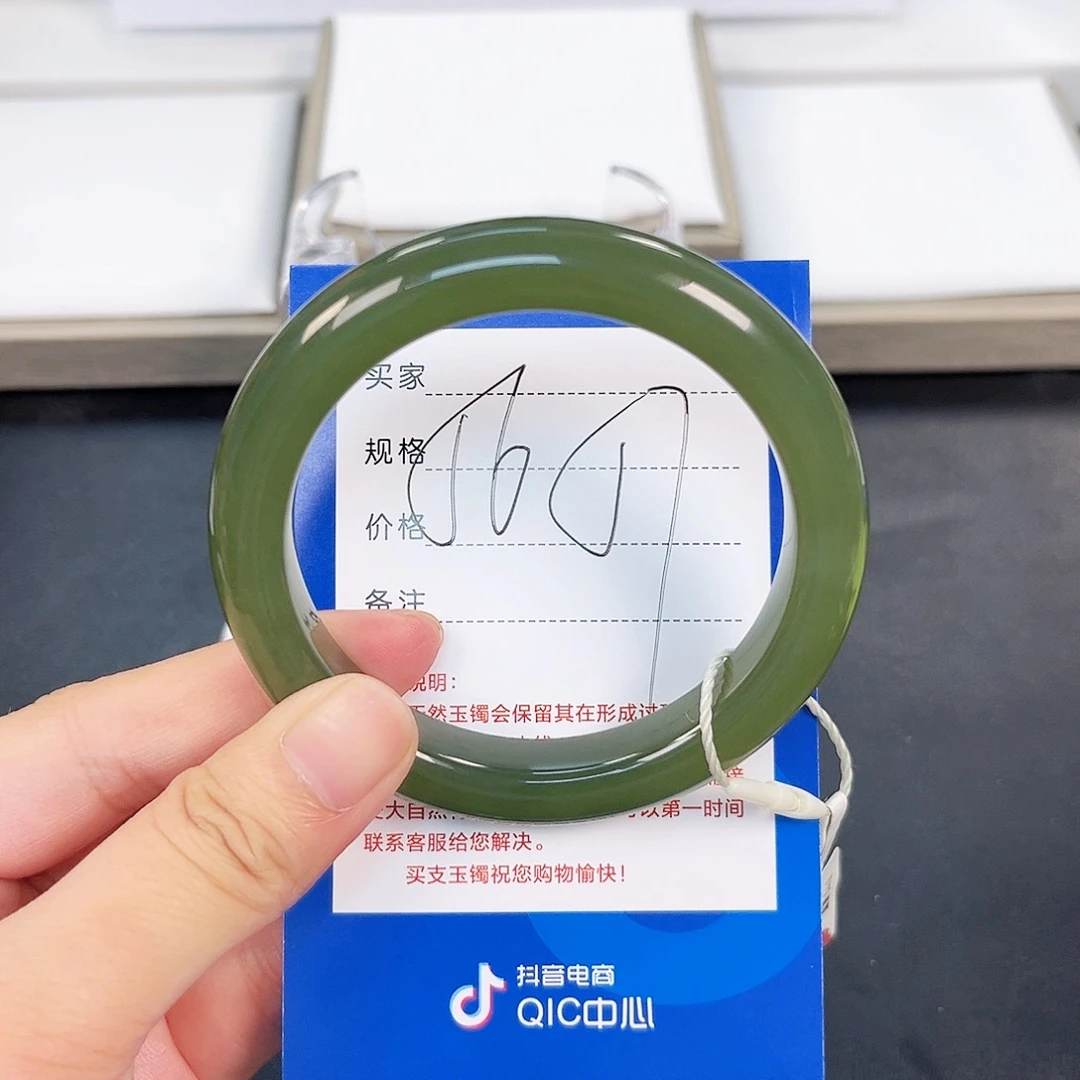 买家
规格
价格
备注
说明:
天然玉镯会保留其在形成过
大自然
可以第一时间
联系客服给您解决。
买支玉镯祝您购物愉快!
抖音电商
QIC中心